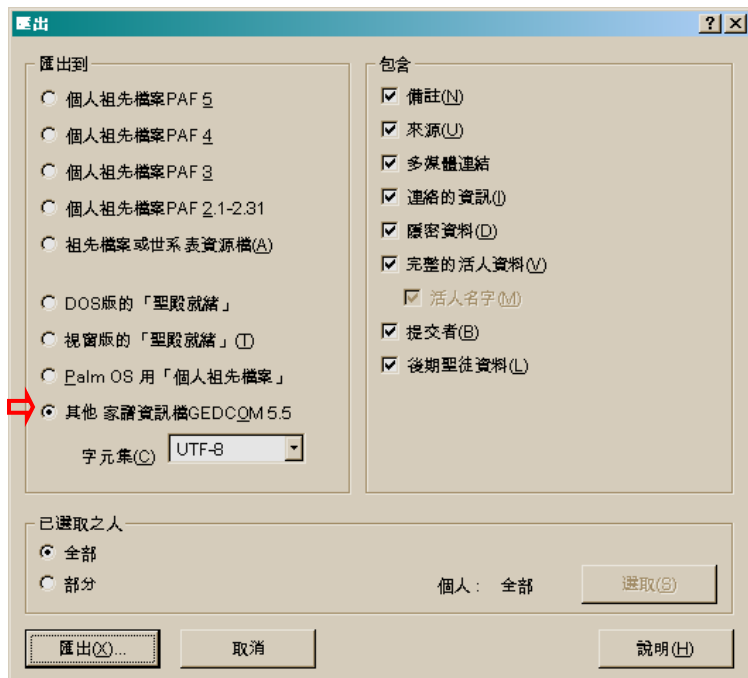 匯出
匯出到
個人祖先檔案PAF 5
個人祖先檔案PAF 4
個人祖先檔案PAF 3
個人祖先檔案PAF 2.1-2.31
祖先檔案或世系表資源檔(A)
DOS版的「聖殿就緒」
視窗版的「聖殿就緒」(T)
Palm OS 用「個人祖先檔案」
其他 家譜資訊檔GEDCOM 5.5
字元集(C) UTF-8
包含
備註(N)
來源(U)
多媒體連結
連絡的資訊(I)
隱密資料(D)
完整的活人資料(V)
活人名字(M)
提交者(B)
後期聖徒資料(L)
已選取之人
全部
部分
個人： 全部 選取(S)
匯出(X)... 取消 說明(H)